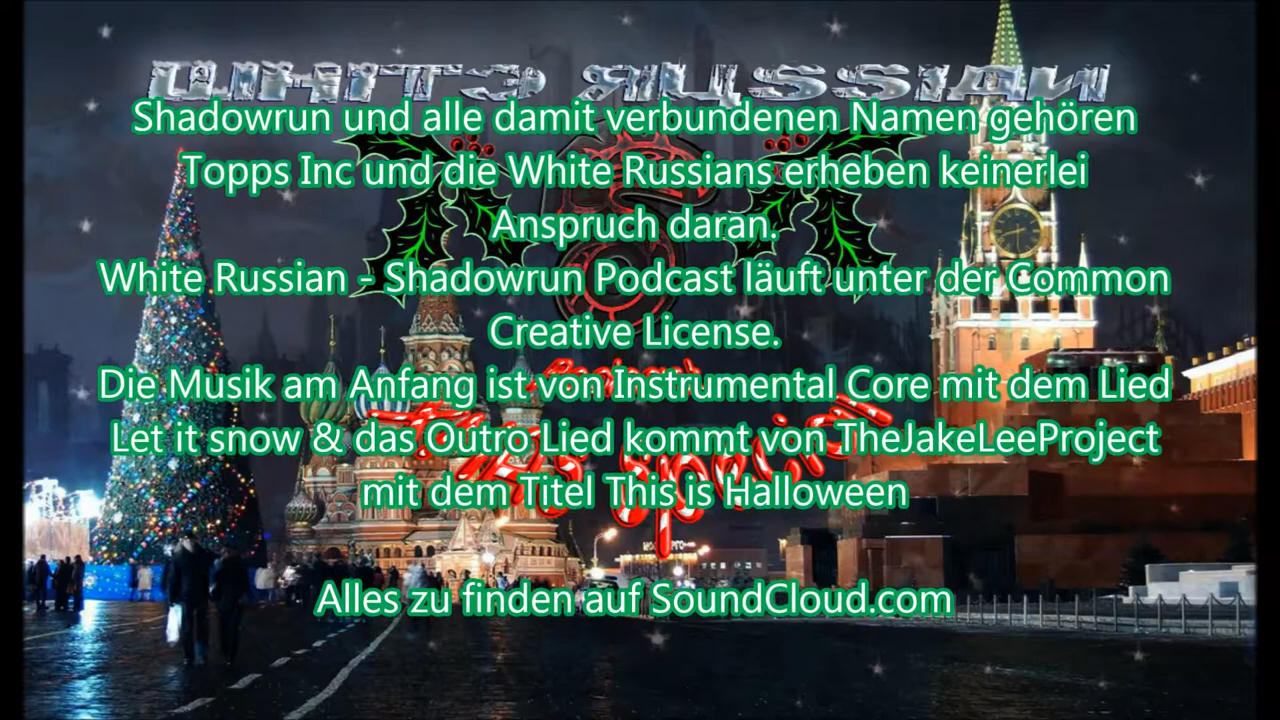 WHITE RUSSIAN
Shadowrun und alle damit verbundenen Namen gehören
Topps Inc und die White Russians erheben keinerlei
Anspruch daran.
White Russian - Shadowrun Podcast läuft unter der Common
Creative License.
Die Musik am Anfang ist von Instrumental Core mit dem Lied
Let it snow & das Outro Lied kommt von TheJakeLeeProject
mit dem Titel This is Halloween
special
Alles zu finden auf SoundCloud.com